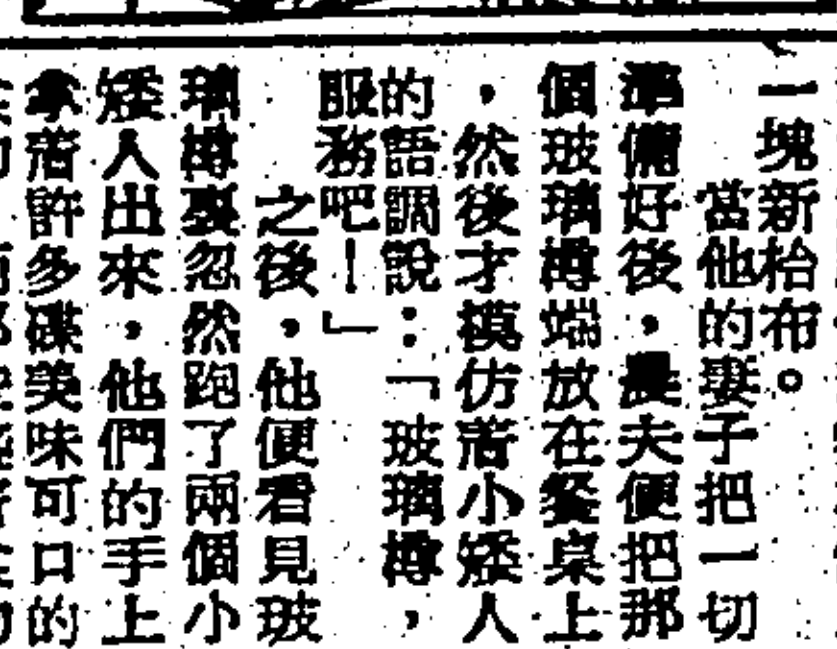 一塊新枱布。
當他的妻子把一切
準備好後，農夫便把那
個玻璃樽端放在餐桌上
，然後才模仿着小矮人
的語調說：「玻璃樽，
服務吧！」
之後，他便看見玻
璃樽裏忽然跑了兩個小
矮人出來，他們的手上
拿着許多碟美味可口的